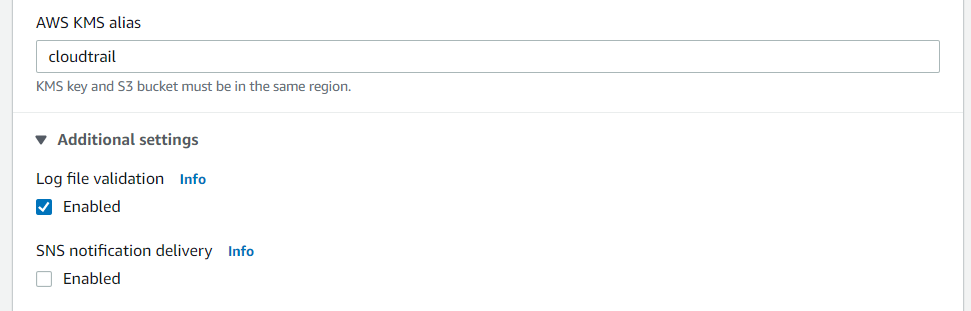 AWS KMS alias
cloudtrail
KMS key and S3 bucket must be in the same region.
Additional settings
Log file validation Info
Enabled
SNS notification delivery Info
Enabled